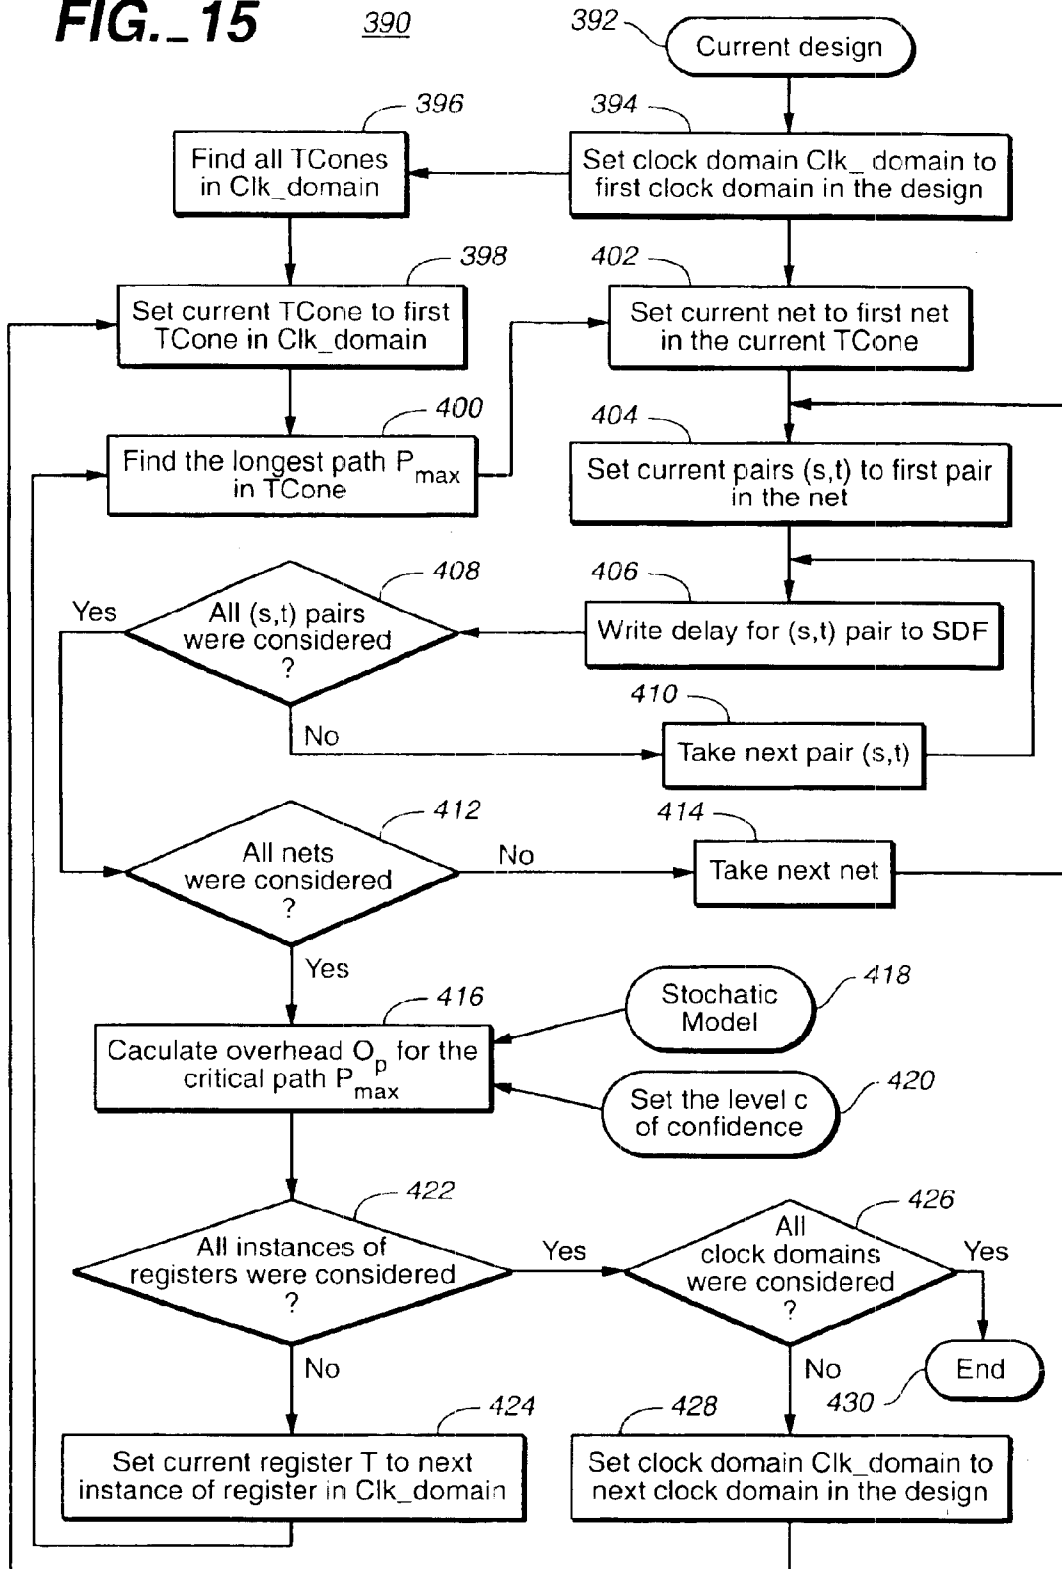 FIG._15
390
392
Current design
396
394
Find all TCones
in Clk_domain
Set clock domain Clk_domain to
first clock domain in the design
398
402
Set current TCone to first
TCone in Clk_domain
Set current net to first net
in the current TCone
400
404
Find the longest path Pmax
in TCone
Set current pairs (s,t) to first pair
in the net
408
406
Yes
All (s,t) pairs
were considered
?
Write delay for (s,t) pair to SDF
No
410
Take next pair (s,t)
412
414
All nets
were considered
?
No
Take next net
Yes
416
418
Stochatic
Model
Caculate overhead Op for the
critical path Pmax
420
Set the level c
of confidence
422
426
All instances of
registers were considered
?
Yes
All
clock domains
were considered
?
Yes
No
No
End
430
424
428
Set current register T to next
instance of register in Clk_domain
Set clock domain Clk_domain to
next clock domain in the design